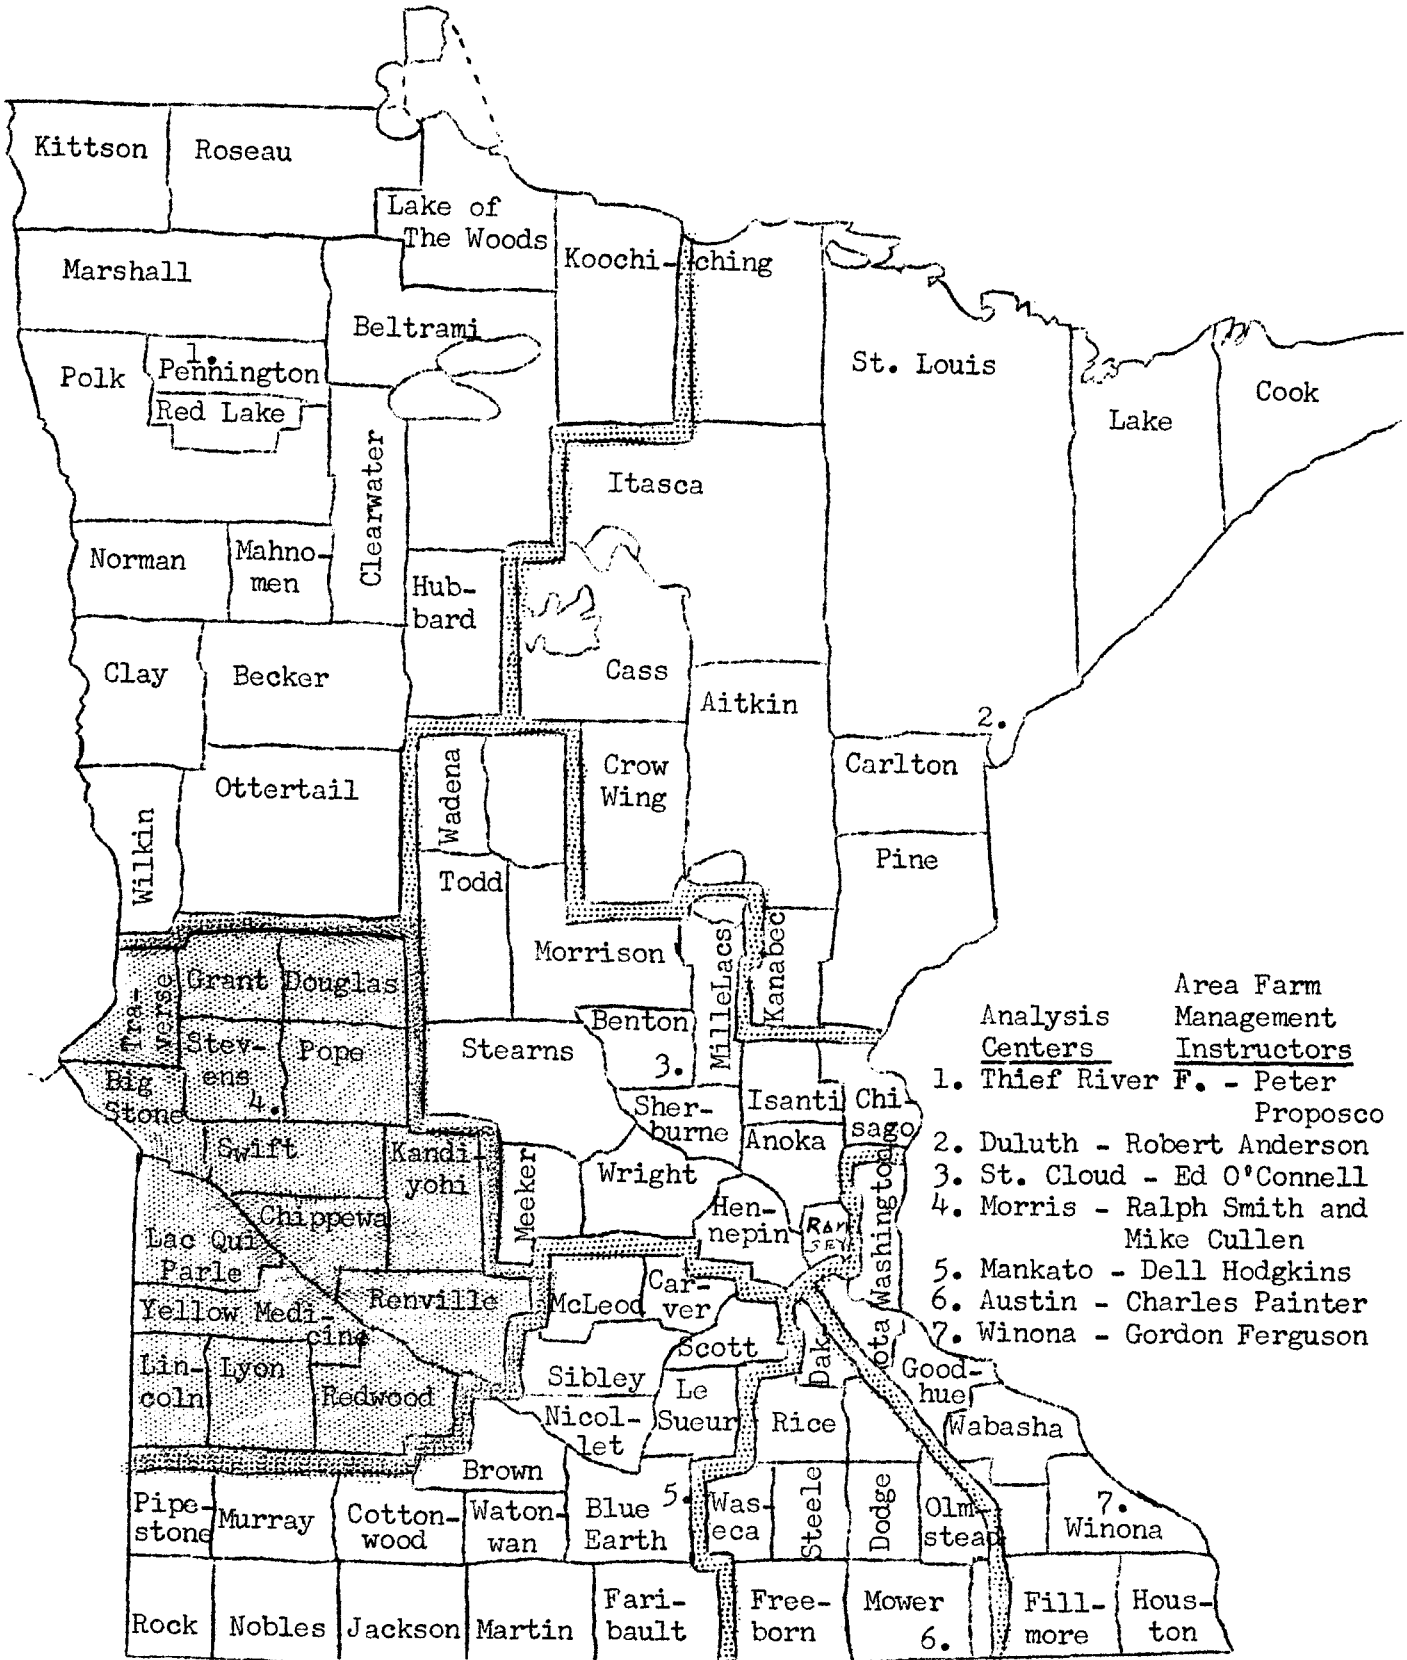 Kittson
Roseau
Lake of
The Woods
Koochi-ching
Marshall
Beltrami
St. Louis
Cook
Lake
1.
Polk
Pennington
Red Lake
Clearwater
Itasca
Norman
Mahno-
men
Hub-
bard
Cass
Clay
Becker
Aitkin
2.
Ottertail
Wadena
Crow
Wing
Carlton
Wilkin
Todd
Pine
Morrison
MilleLacs
Kanabec
Tra-
verse
Grant
Douglas
Stev-
ens
4.
Pope
Stearns
Benton
3.
Big
Stone
Sher-
burne
Isanti
Chi-
sago
Swift
Kandi-
yohi
Meeker
Wright
Anoka
Washington
Chippewa
Hen-
nepin
RAM
SEY
Lac Qui
Parle
Renville
McLeod
Car-
ver
Yellow Medi-
cine
Scott
Dak
ota
Good-
hue
Lin-
coln
Lyon
Redwood
Sibley
Le
Sueur
Nicol-
let
Rice
Wabasha
Brown
Pipe-
stone
Murray
Cotton-
wood
Waton-
wan
Blue
Earth
5.
Was-
eca
Steele
Dodge
Olm-
stead
7.
Winona
Rock
Nobles
Jackson
Martin
Fari-
bault
Free-
born
Mower
6.
Fill-
more
Hous-
ton
Analysis
Centers
Area Farm
Management
Instructors
1. Thief River F. - Peter
Proposco
2. Duluth - Robert Anderson
3. St. Cloud - Ed O'Connell
4. Morris - Ralph Smith and
Mike Cullen
5. Mankato - Dell Hodgkins
6. Austin - Charles Painter
7. Winona - Gordon Ferguson